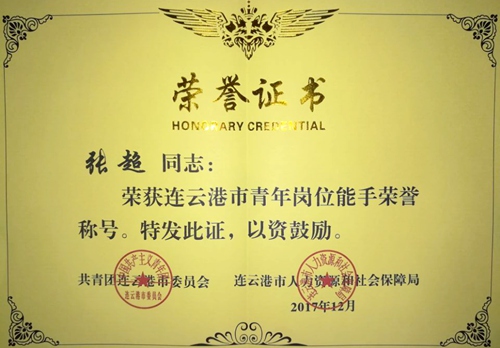 荣誉证书
HONORARY CREDENTIAL
张超 同志：
荣获连云港市青年岗位能手荣誉
称号。特发此证，以资鼓励。
共青团连云港市委员会 连云港市人力资源和社会保障局
2017年12月